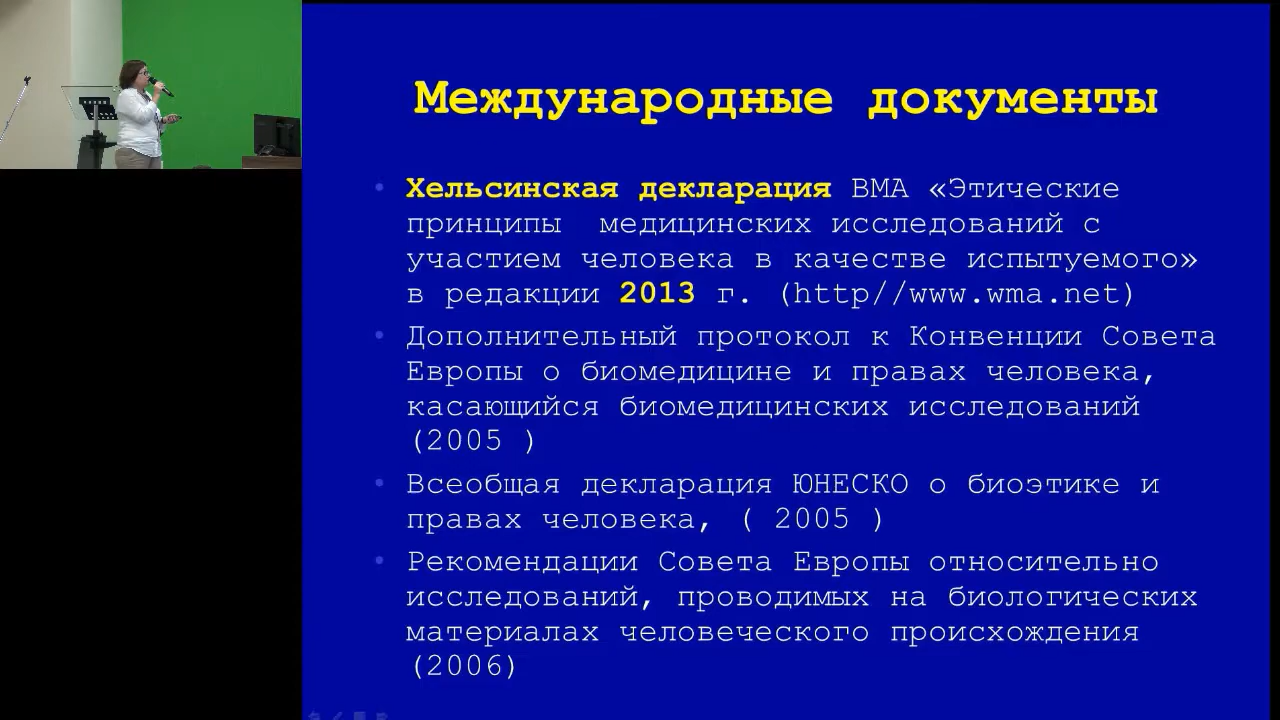 Международные документы
Хельсинская декларация ВМА «Этические
принципы медицинских исследований с
участием человека в качестве испытуемого»
в редакции 2013 г. (http//www.wma.net)
Дополнительный протокол к Конвенции Совета
Европы о биомедицине и правах человека,
касающийся биомедицинских исследований
(2005 )
Всеобщая декларация ЮНЕСКО о биоэтике и
правах человека, ( 2005 )
Рекомендации Совета Европы относительно
исследований, проводимых на биологических
материалах человеческого происхождения
(2006)